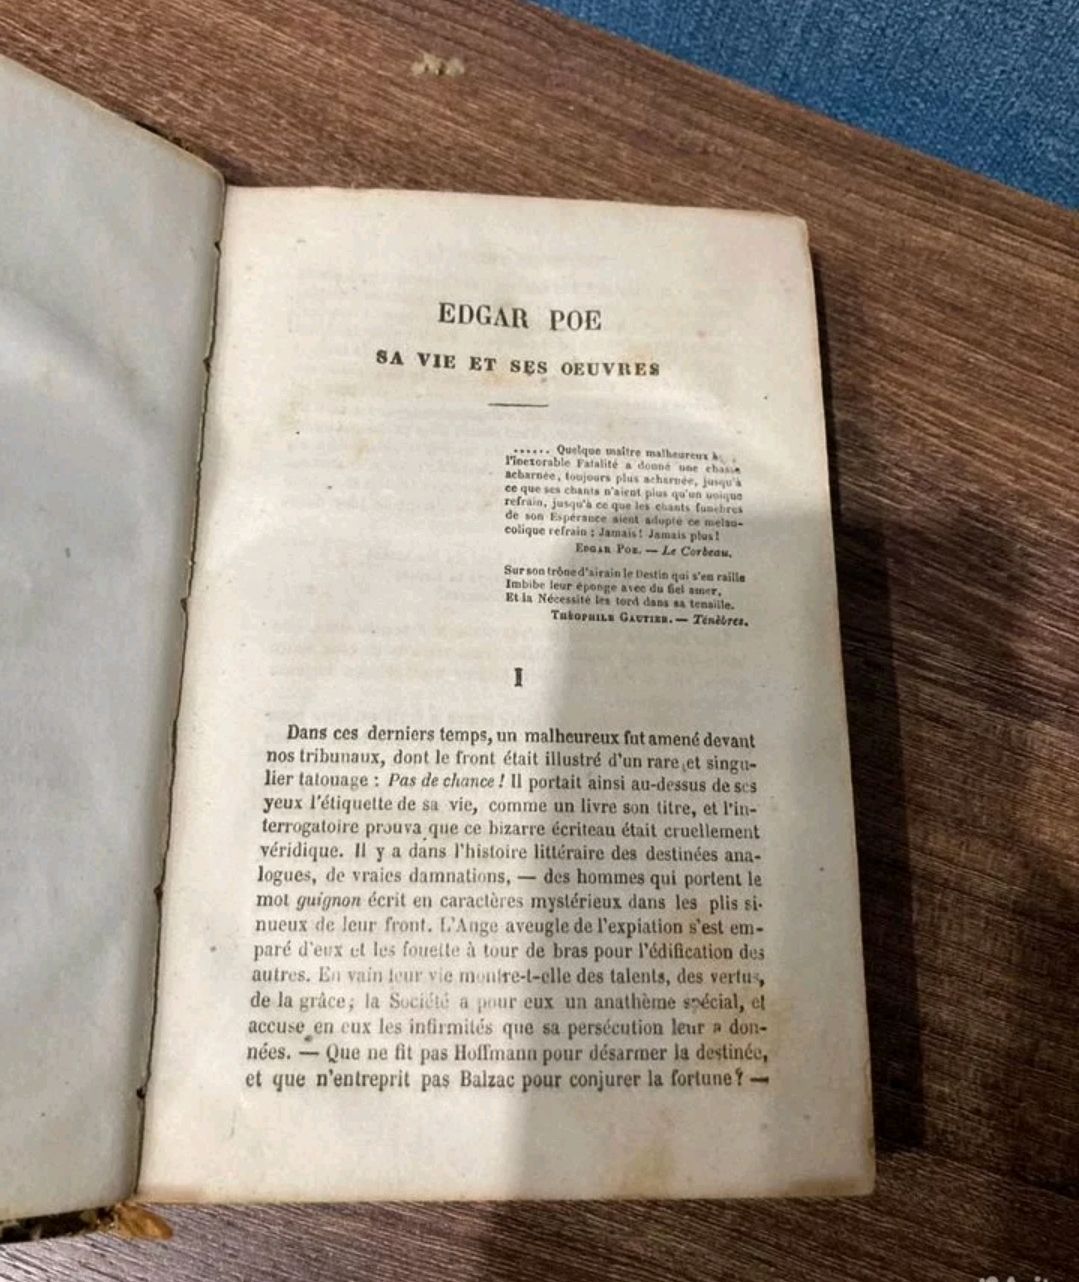 EDGAR POE
SA VIE ET SES OEUVRES
...... Quelque maître malheureux à
l'inexorable Fatalité a donné une chasse
acharnée, toujours plus acharnée, jusqu'à
ce que ses chants n'aient plus qu'un unique
refrain, jusqu'à ce que les chants funèbres
de son Espérance aient adopté ce mélan-
colique refrain : Jamais! Jamais plus!
EDGAR POE. — Le Corbeau.
Sur son trône d'airain le Destin qui s'en raille
Imbibe leur éponge avec du fiel amer,
Et la Nécessité les tord dans sa tenaille.
THÉOPHILE GAUTIER. — Ténèbres.
I
Dans ces derniers temps, un malheureux fut amené devant
nos tribunaux, dont le front était illustré d'un rare et singu-
lier tatouage : Pas de chance ! Il portait ainsi au-dessus de ses
yeux l'étiquette de sa vie, comme un livre son titre, et l'in-
terrogatoire prouva que ce bizarre écriteau était cruellement
véridique. Il y a dans l'histoire littéraire des destinées ana-
logues, de vraies damnations, — des hommes qui portent le
mot guignon écrit en caractères mystérieux dans les plis si-
nueux de leur front. L'Ange aveugle de l'expiation s'est em-
paré d'eux et les fouette à tour de bras pour l'édification des
autres. En vain leur vie montre-t-elle des talents, des vertus,
de la grâce; la Société a pour eux un anathème spécial, et
accuse en eux les infirmités que sa persécution leur a don-
nées. — Que ne fit pas Hoffmann pour désarmer la destinée,
et que n'entreprit pas Balzac pour conjurer la fortune? —